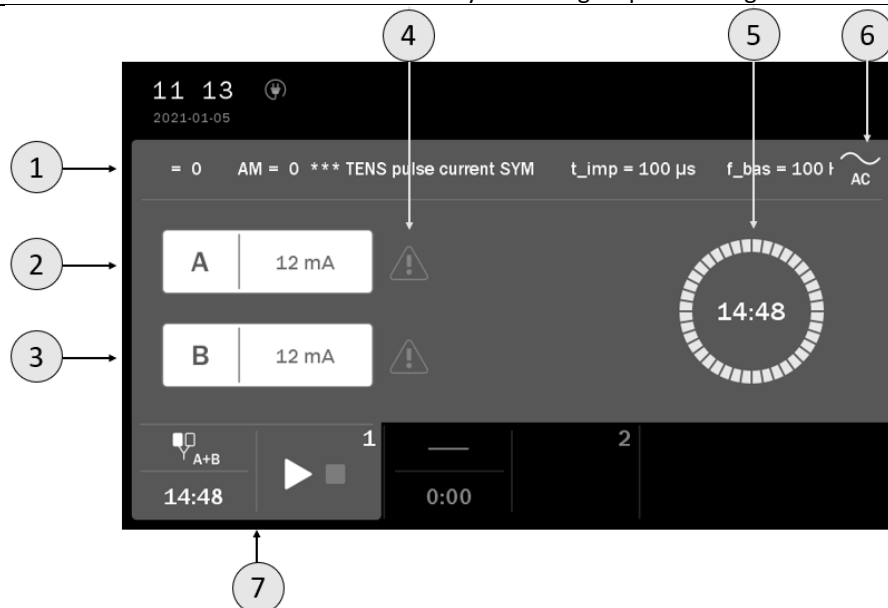 4 5 6
11 13
2021-01-05
1 = 0 AM = 0 *** TENS pulse current SYM t_imp = 100 µs f_bas = 100
AC
2 A 12 mA
14:48
3 B 12 mA
A+B 1 2
14:48 0:00
7